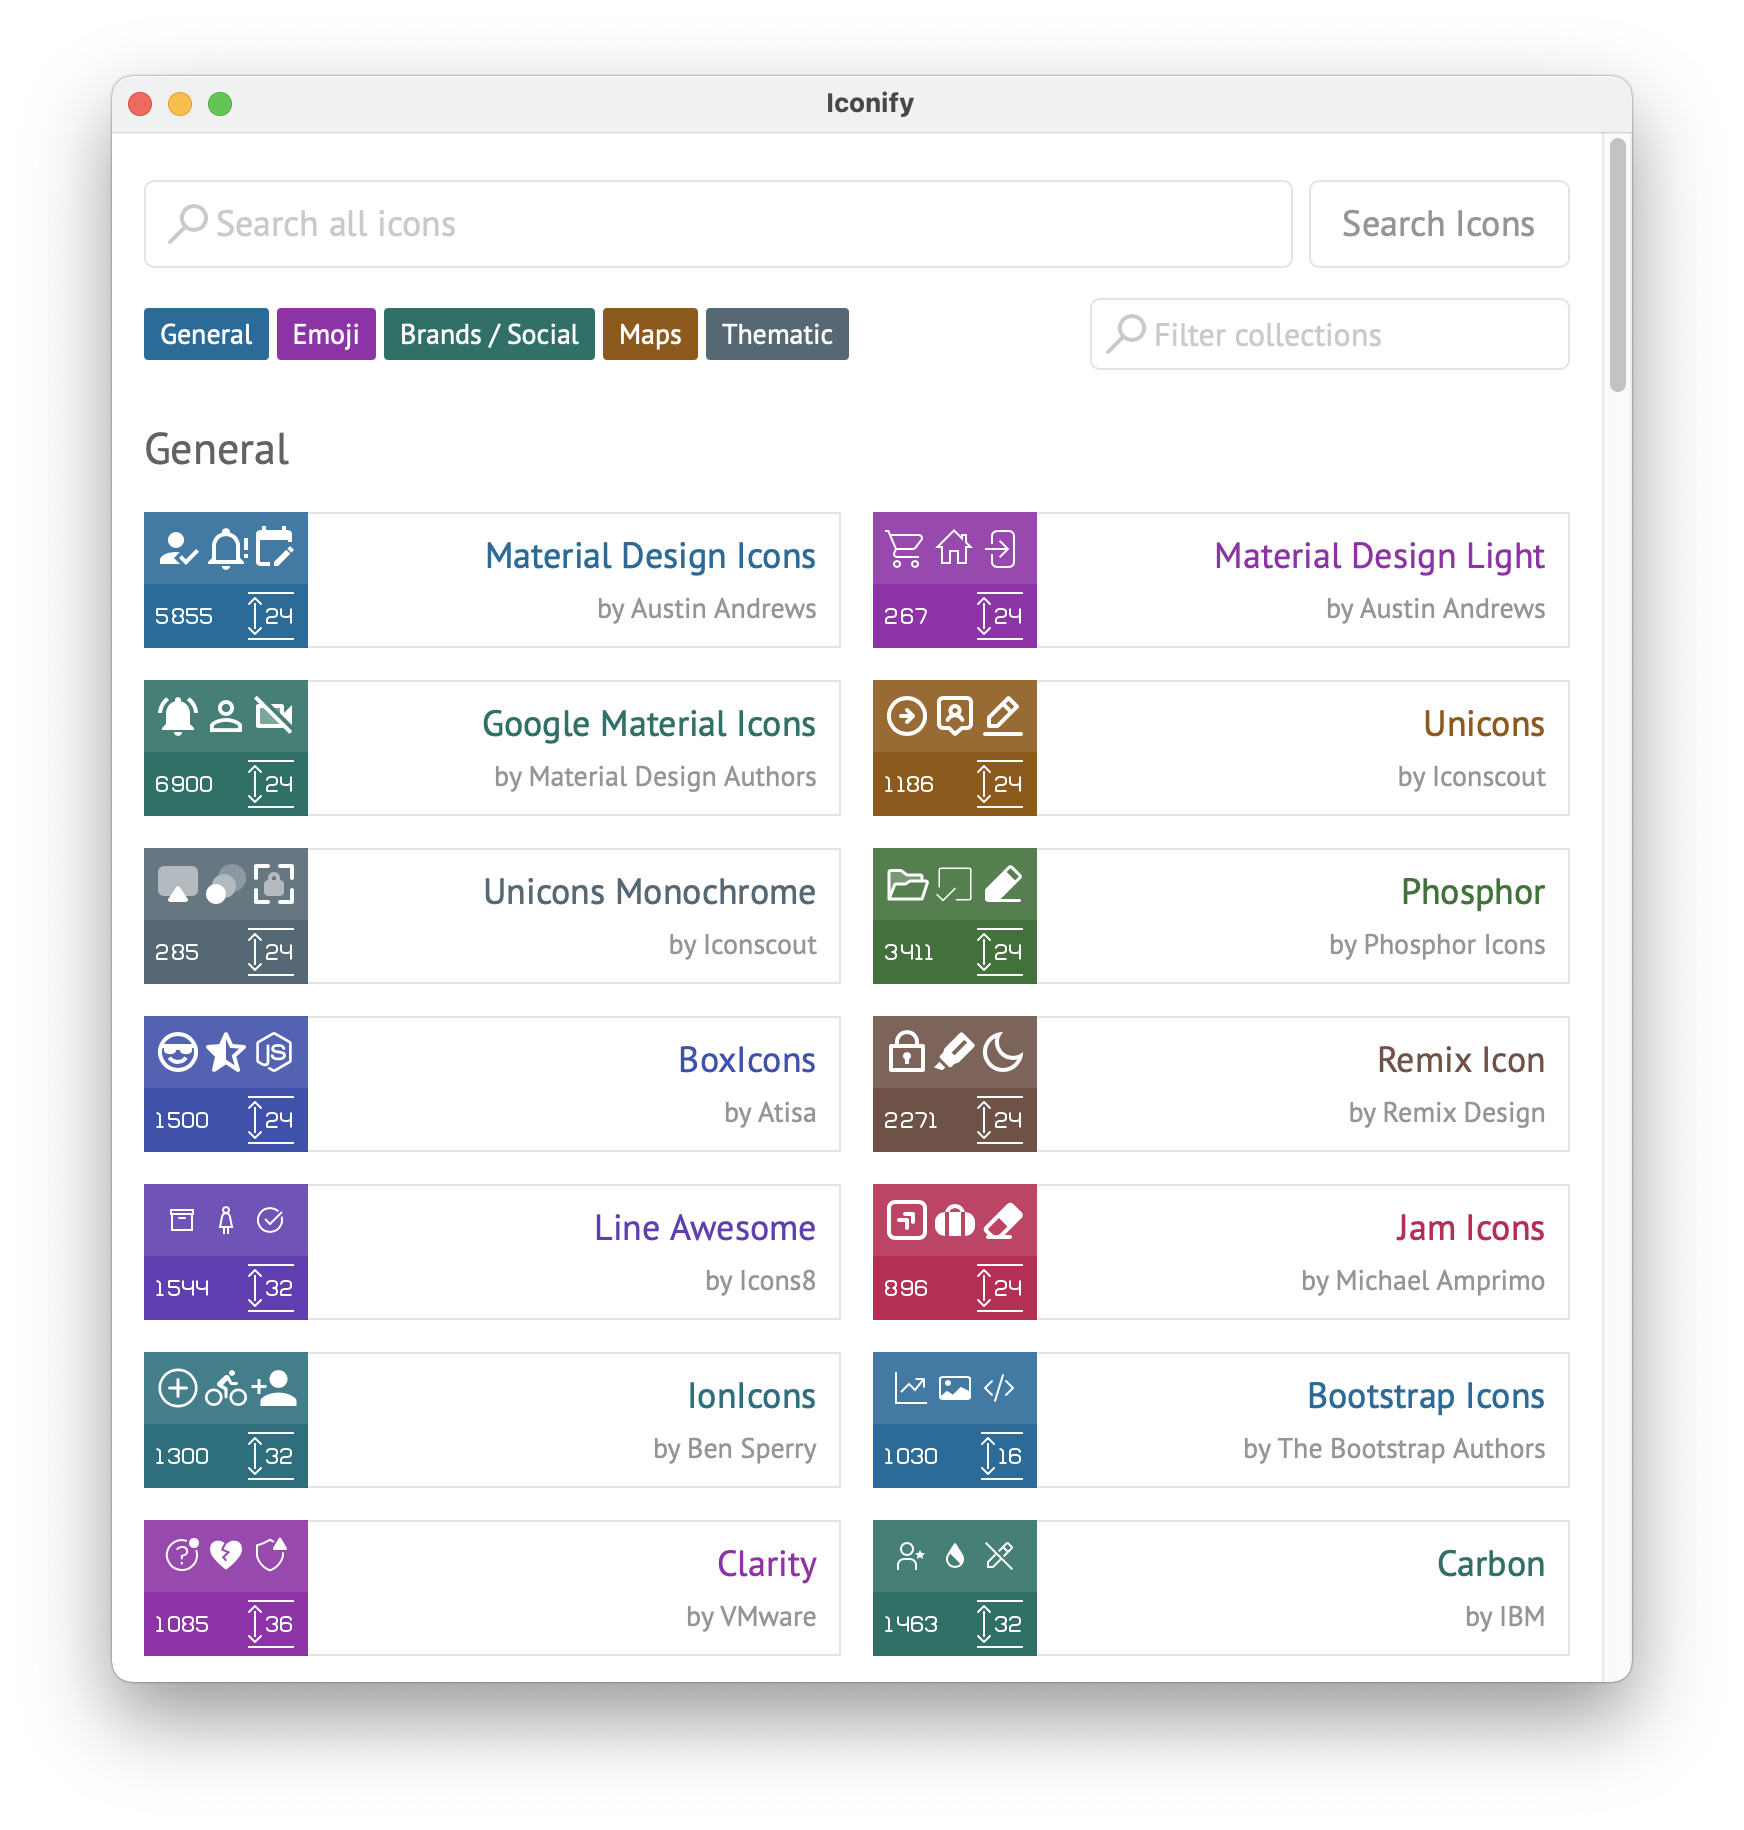 Iconify
Search all icons
Search Icons
General
Emoji
Brands / Social
Maps
Thematic
Filter collections
General
Material Design Icons
by Austin Andrews
5855
24
Material Design Light
by Austin Andrews
267
24
Google Material Icons
by Material Design Authors
6900
24
Unicons
by Iconscout
1186
24
Unicons Monochrome
by Iconscout
285
24
Phosphor
by Phosphor Icons
3411
24
JS
BoxIcons
by Atisa
1500
24
Remix Icon
by Remix Design
2271
24
Line Awesome
by Icons8
1544
32
Jam Icons
by Michael Amprimo
896
24
IonIcons
by Ben Sperry
1300
32
Bootstrap Icons
by The Bootstrap Authors
1030
16
Clarity
by VMware
1085
36
Carbon
by IBM
1463
32